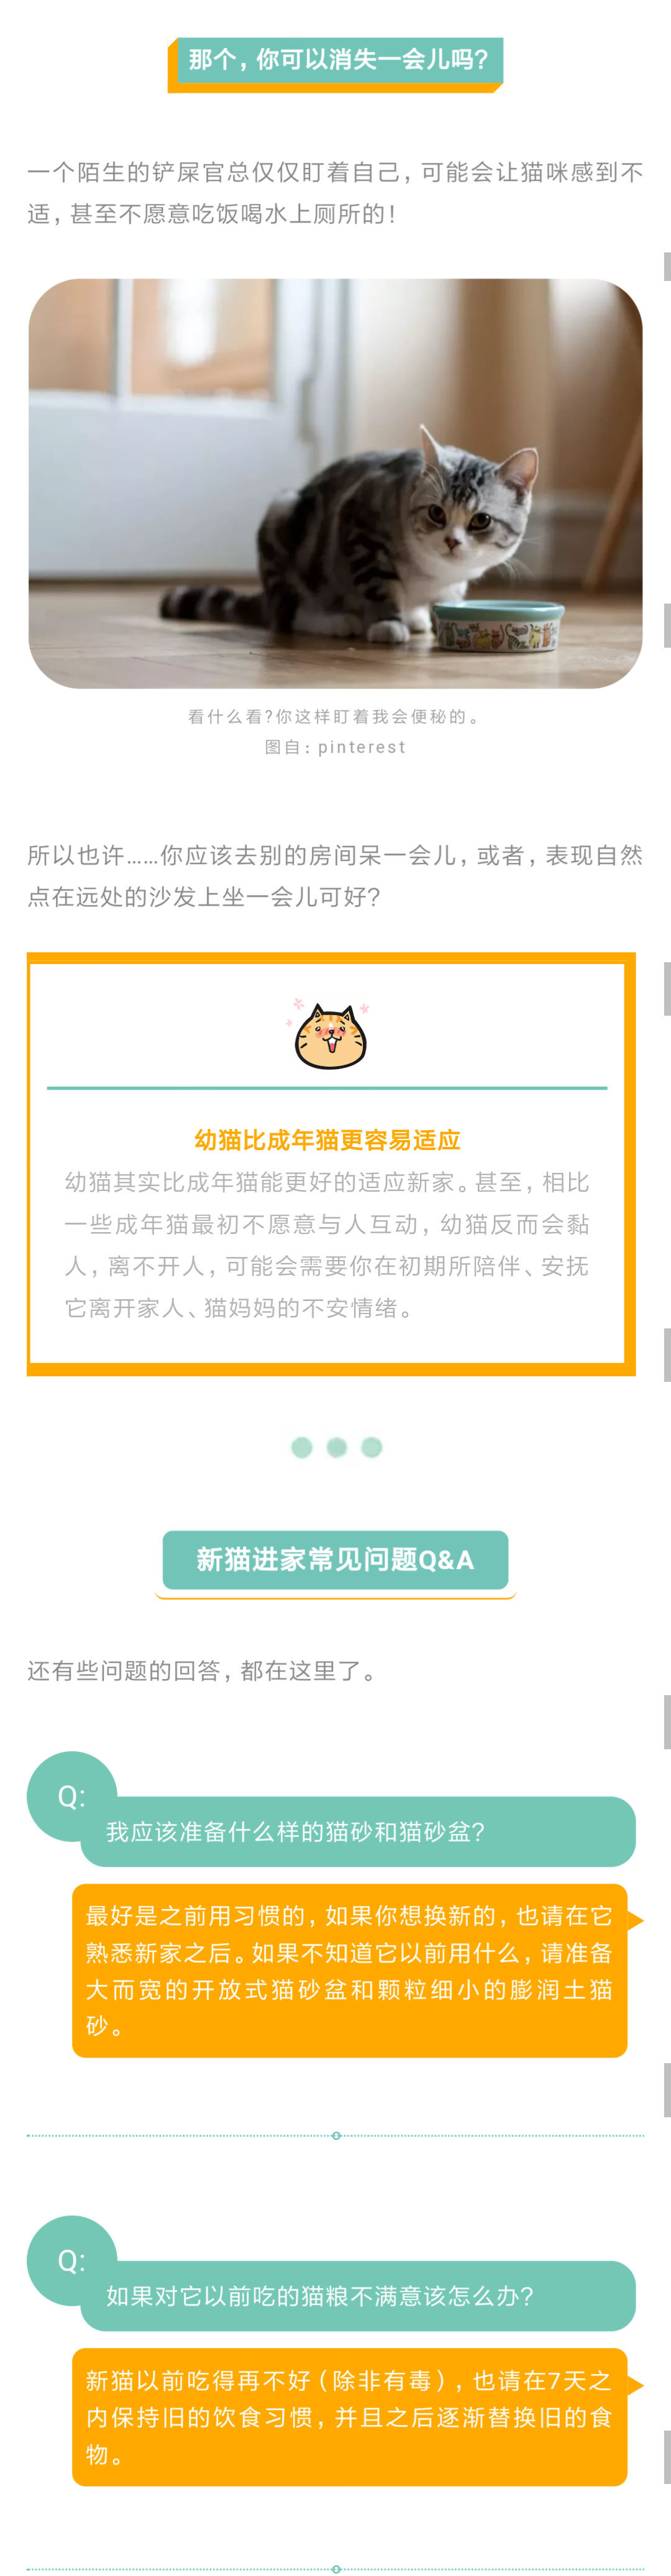 那个，你可以消失一会儿吗？
一个陌生的铲屎官总仅仅盯着自己，可能会让猫咪感到不
适，甚至不愿意吃饭喝水上厕所的！
看什么看？你这样盯着我会便秘的。
图自：pinterest
所以也许……你应该去别的房间呆一会儿，或者，表现自然
点在远处的沙发上坐一会儿可好？
幼猫比成年猫更容易适应
幼猫其实比成年猫能更好的适应新家。甚至，相比
一些成年猫最初不愿意与人互动，幼猫反而会黏
人，离不开人，可能会需要你在初期所陪伴、安抚
它离开家人、猫妈妈的不安情绪。
新猫进家常见问题Q&A
还有些问题的回答，都在这里了。
Q:
我应该准备什么样的猫砂和猫砂盆？
最好是之前用习惯的，如果你想换新的，也请在它
熟悉新家之后。如果不知道它以前用什么，请准备
大而宽的开放式猫砂盆和颗粒细小的膨润土猫
砂。
Q:
如果对它以前吃的猫粮不满意该怎么办？
新猫以前吃得再不好（除非有毒），也请在7天之
内保持旧的饮食习惯，并且之后逐渐替换旧的食
物。